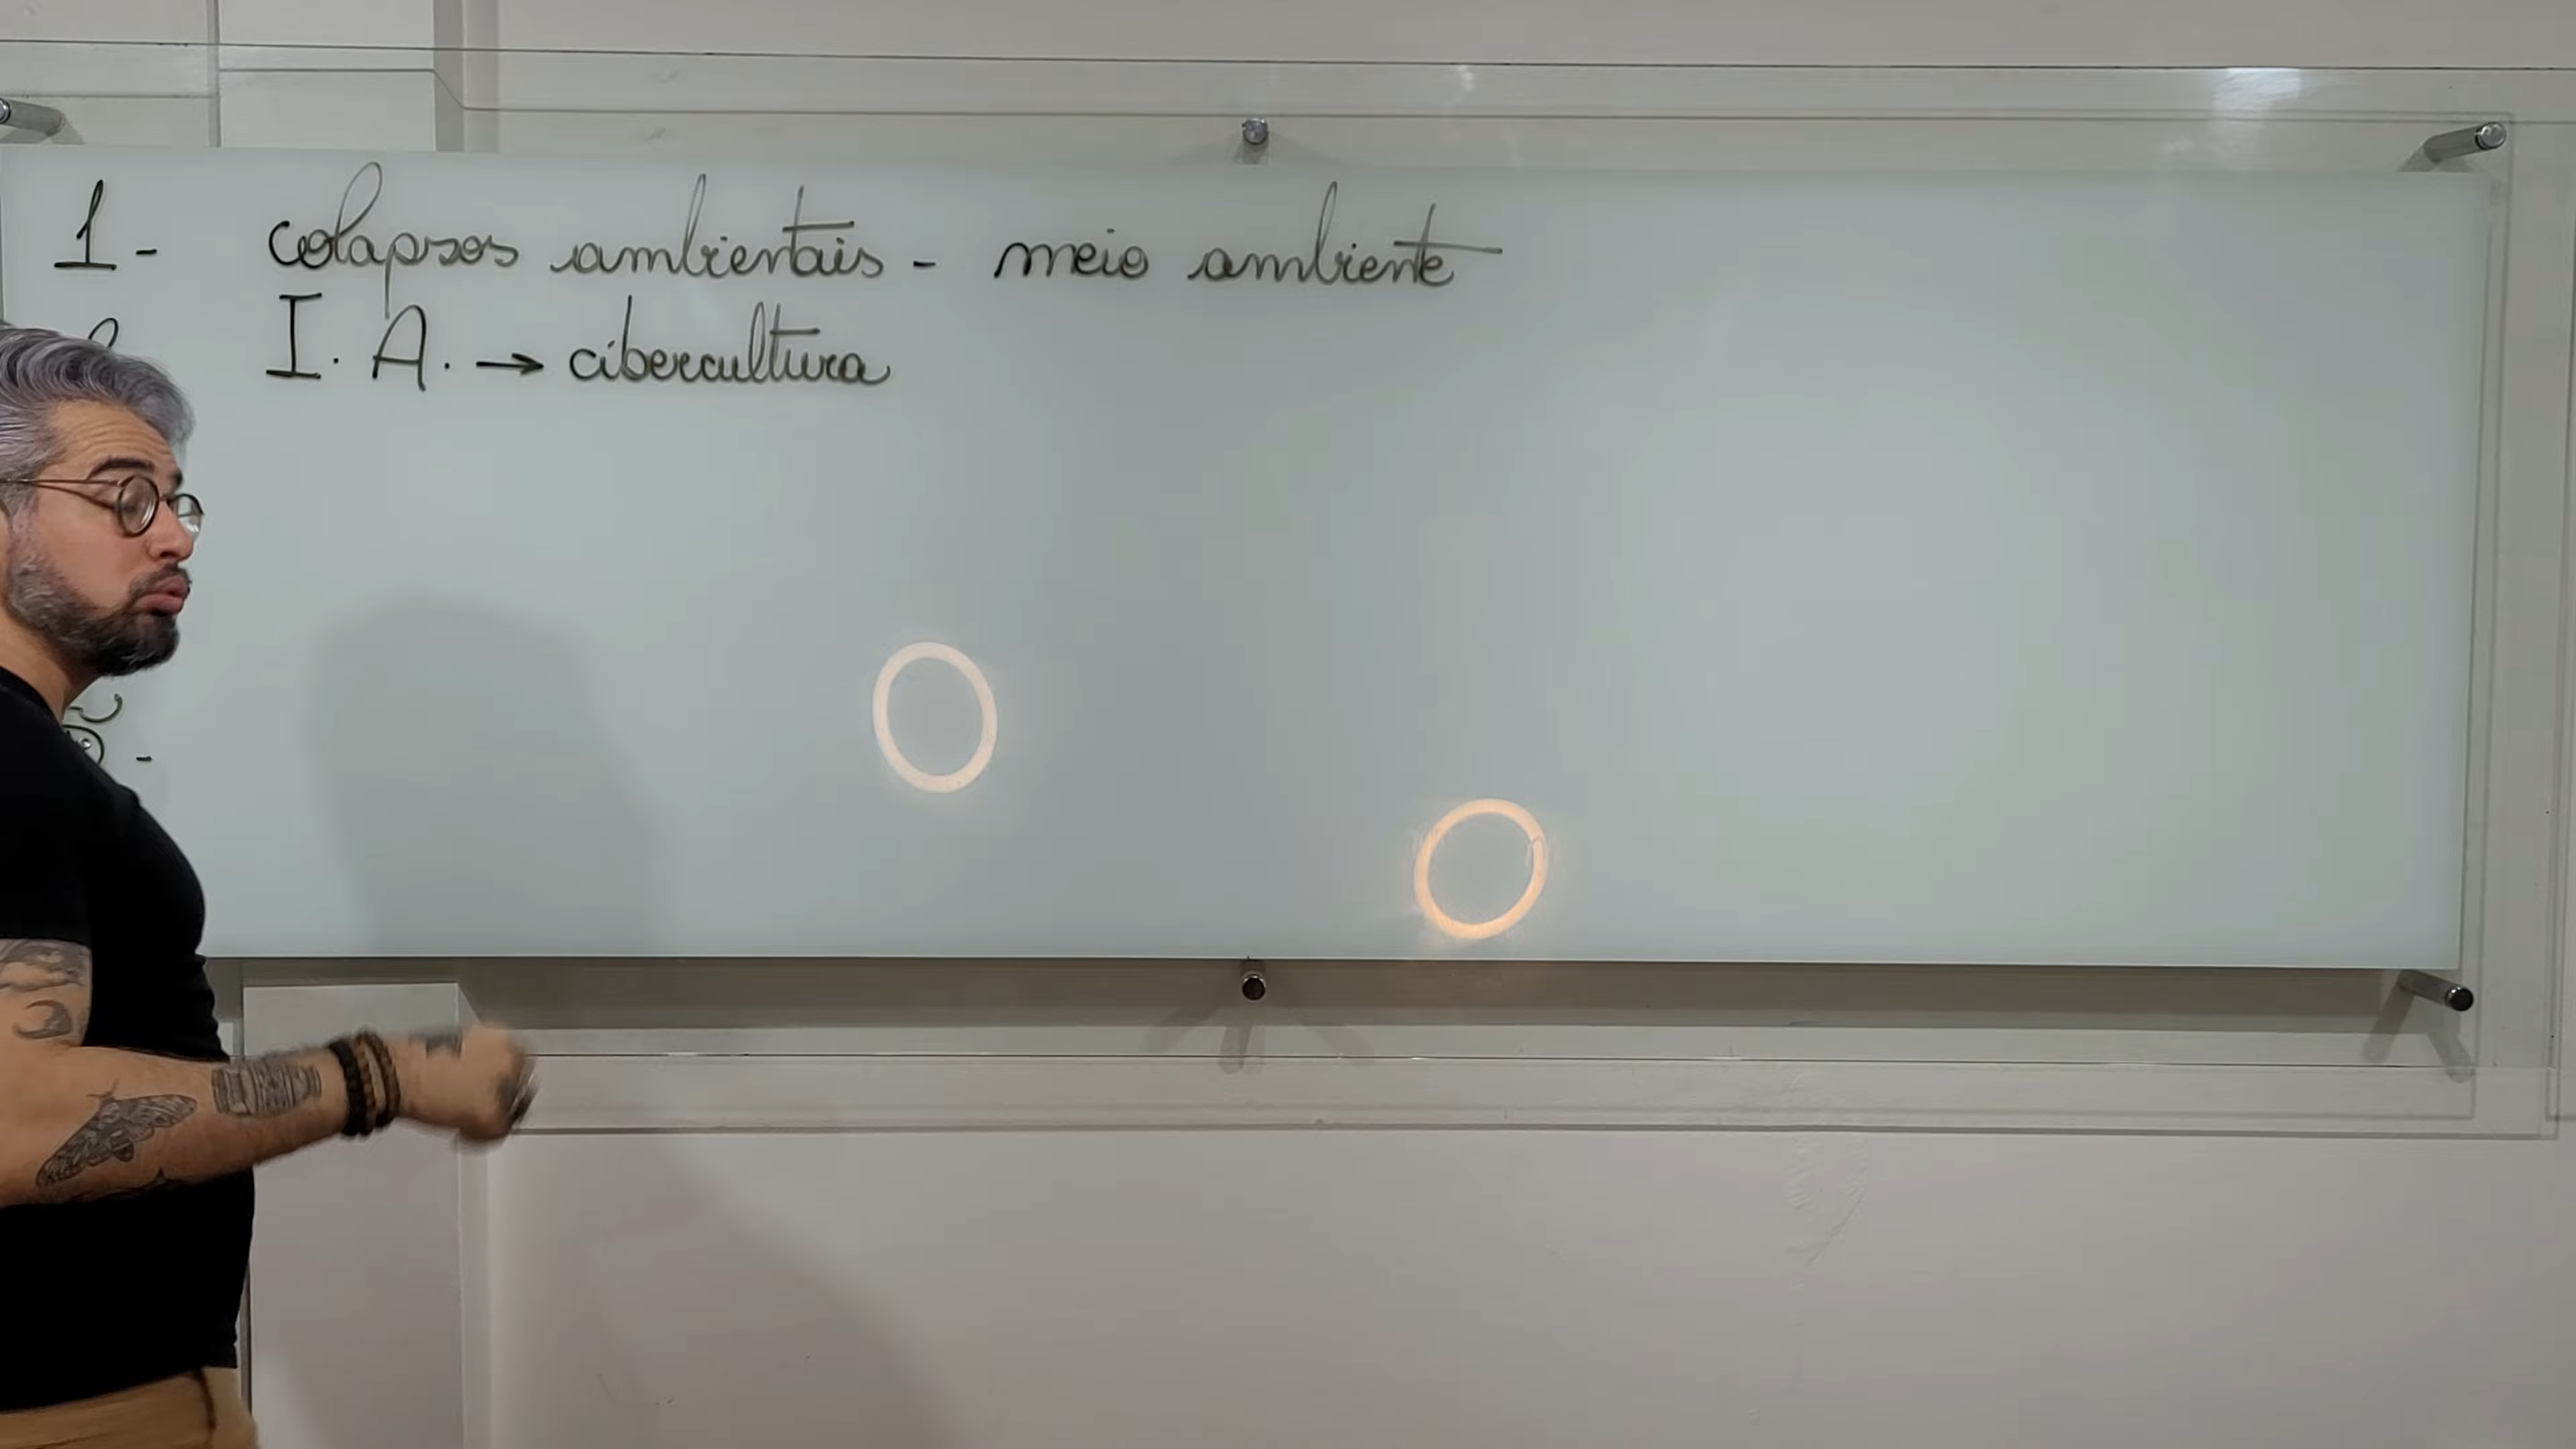 1- colapsos ambientais - meio ambiente
I. A. → cibercultura
-